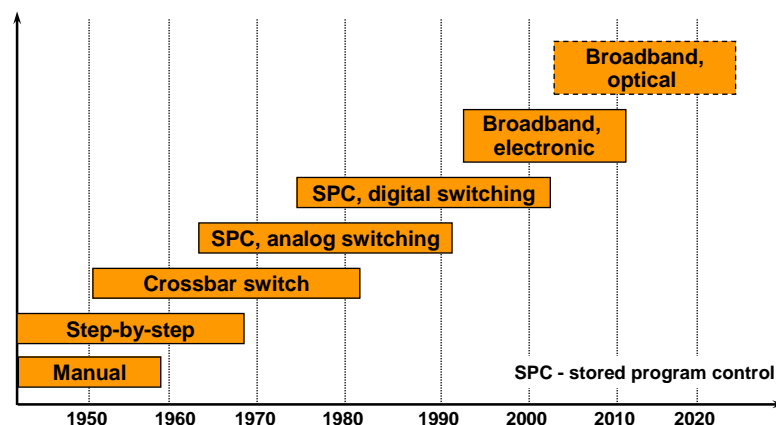 Broadband,
optical
Broadband,
electronic
SPC, digital switching
SPC, analog switching
Crossbar switch
Step-by-step
Manual
SPC - stored program control
1950 1960 1970 1980 1990 2000 2010 2020